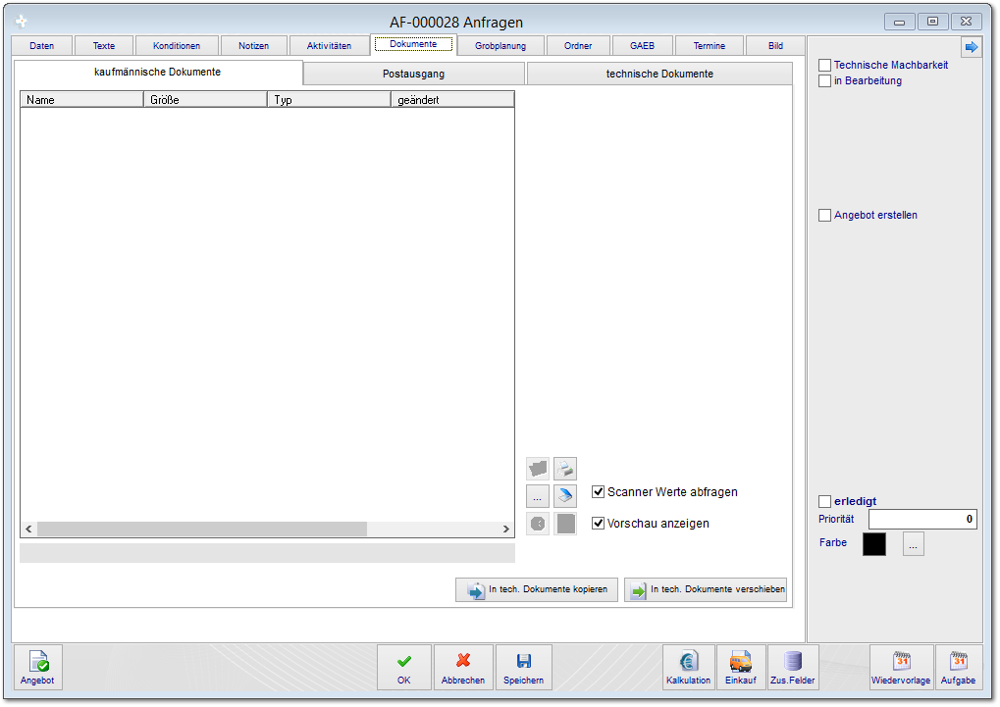 AF-000028 Anfragen
Daten Texte Konditionen Notizen Aktivitäten Dokumente Grobplanung Ordner GAEB Termine Bild
kaufmännische Dokumente Postausgang technische Dokumente
Name Größe Typ geändert
Technische Machbarkeit
in Bearbeitung
Angebot erstellen
... Scanner Werte abfragen
Vorschau anzeigen
erledigt
Priorität 0
Farbe ...
In tech. Dokumente kopieren In tech. Dokumente verschieben
31 31
Angebot OK Abbrechen Speichern Kalkulation Einkauf Zus.Felder Wiedervorlage Aufgabe